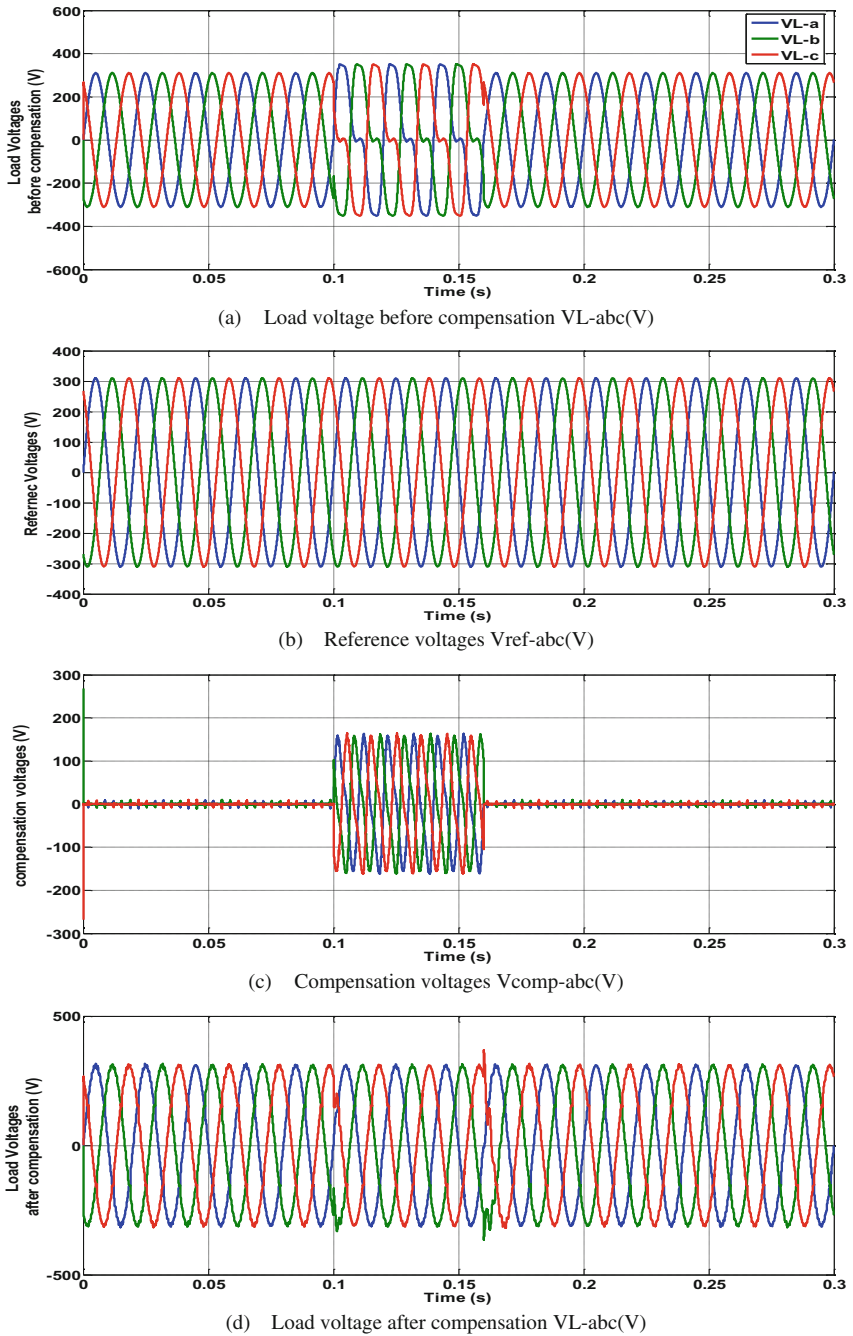 600
400
200
0
-200
-400
-600
Load Voltages
before compensation (V)
VL-a
VL-b
VL-c
0 0.05 0.1 0.15 0.2 0.25 0.3
Time (s)
(a) Load voltage before compensation VL-abc(V)
400
300
200
100
0
-100
-200
-300
-400
Refernec Voltages (V)
0 0.05 0.1 0.15 0.2 0.25 0.3
Time (s)
(b) Reference voltages Vref-abc(V)
300
200
100
0
-100
-200
-300
compensation voltages (V)
0 0.05 0.1 0.15 0.2 0.25 0.3
Time (s)
(c) Compensation voltages Vcomp-abc(V)
500
0
-500
Load Voltages
after compensation (V)
0 0.05 0.1 0.15 0.2 0.25 0.3
Time (s)
(d) Load voltage after compensation VL-abc(V)